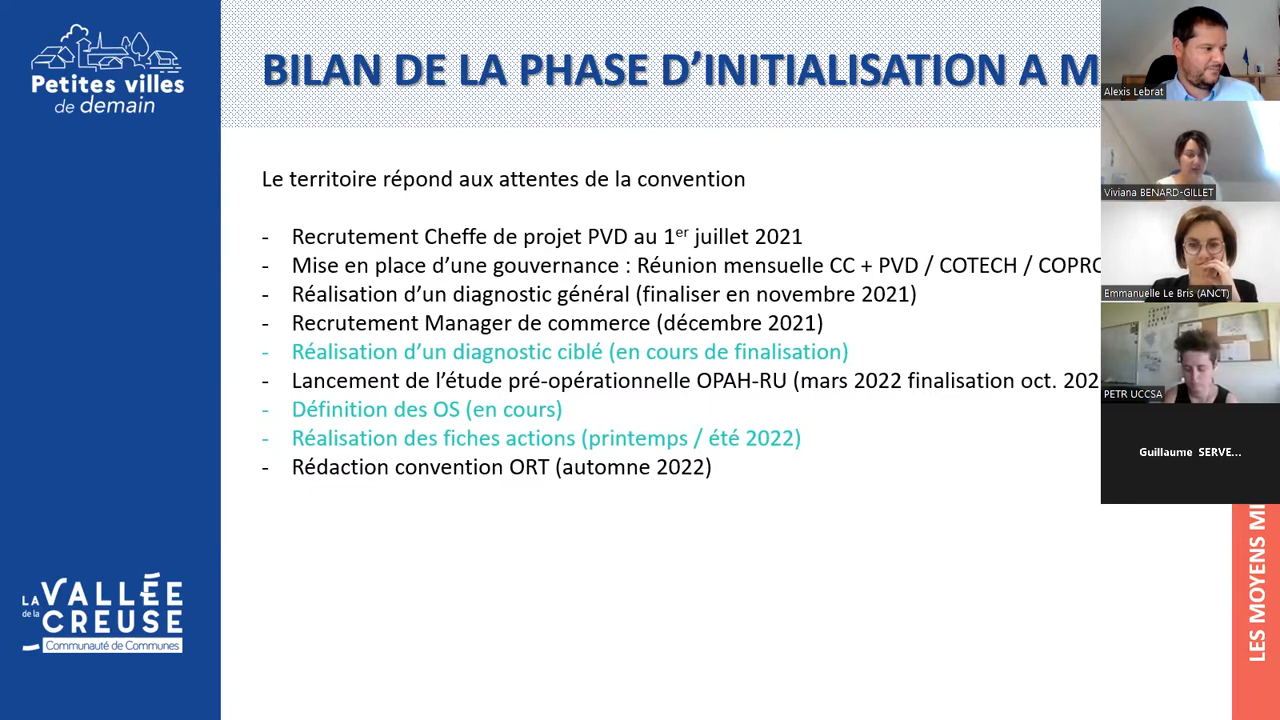 Petites villes
de demain
BILAN DE LA PHASE D’INITIALISATION A M
Le territoire répond aux attentes de la convention
- Recrutement Cheffe de projet PVD au 1er juillet 2021
- Mise en place d’une gouvernance : Réunion mensuelle CC + PVD / COTECH / COPRO
- Réalisation d’un diagnostic général (finaliser en novembre 2021)
- Recrutement Manager de commerce (décembre 2021)
- Réalisation d’un diagnostic ciblé (en cours de finalisation)
- Lancement de l’étude pré-opérationnelle OPAH-RU (mars 2022 finalisation oct. 202
- Définition des OS (en cours)
- Réalisation des fiches actions (printemps / été 2022)
- Rédaction convention ORT (automne 2022)
LA VALLÉE
de la CREUSE
Communauté de Communes
Alexis Lebrat
Viviana BENARD-GILLET
Emmanuelle Le Bris (ANCT)
PETR UCCSA
Guillaume SERVE...
LES MOYENS MI